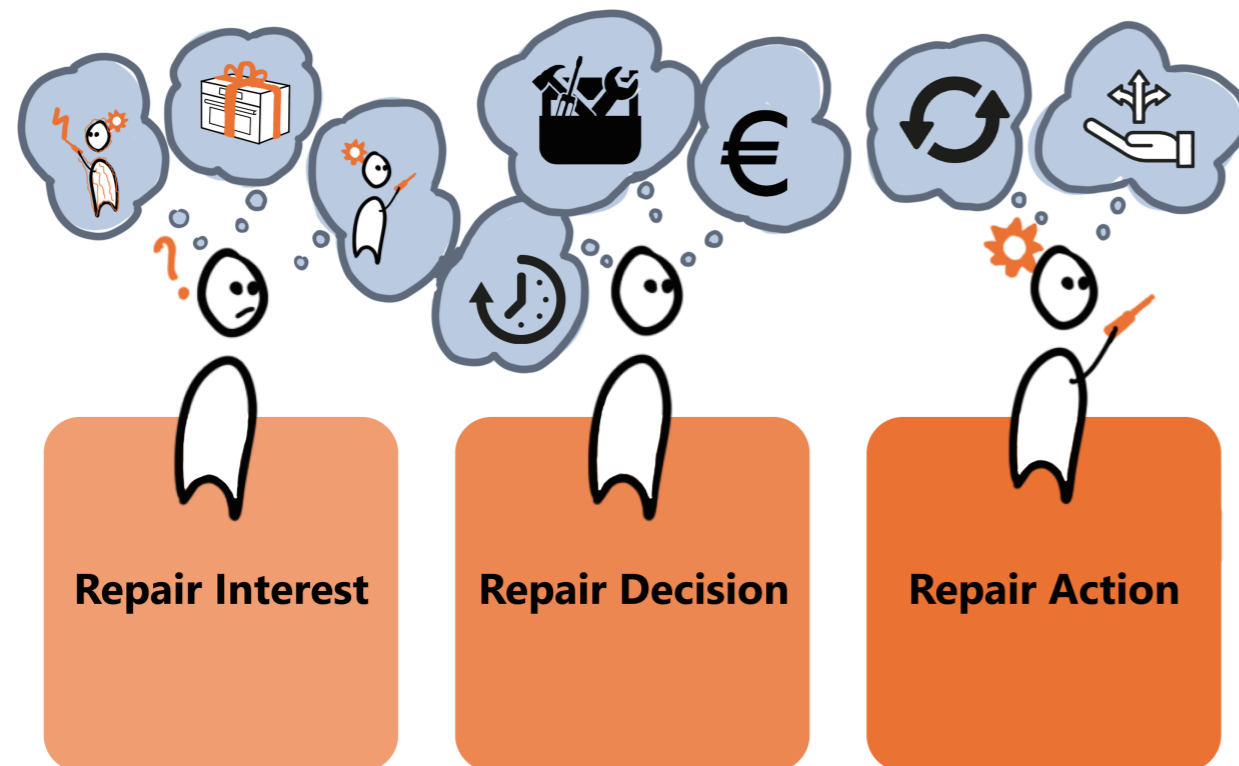 ?
€
Repair Interest
Repair Decision
Repair Action